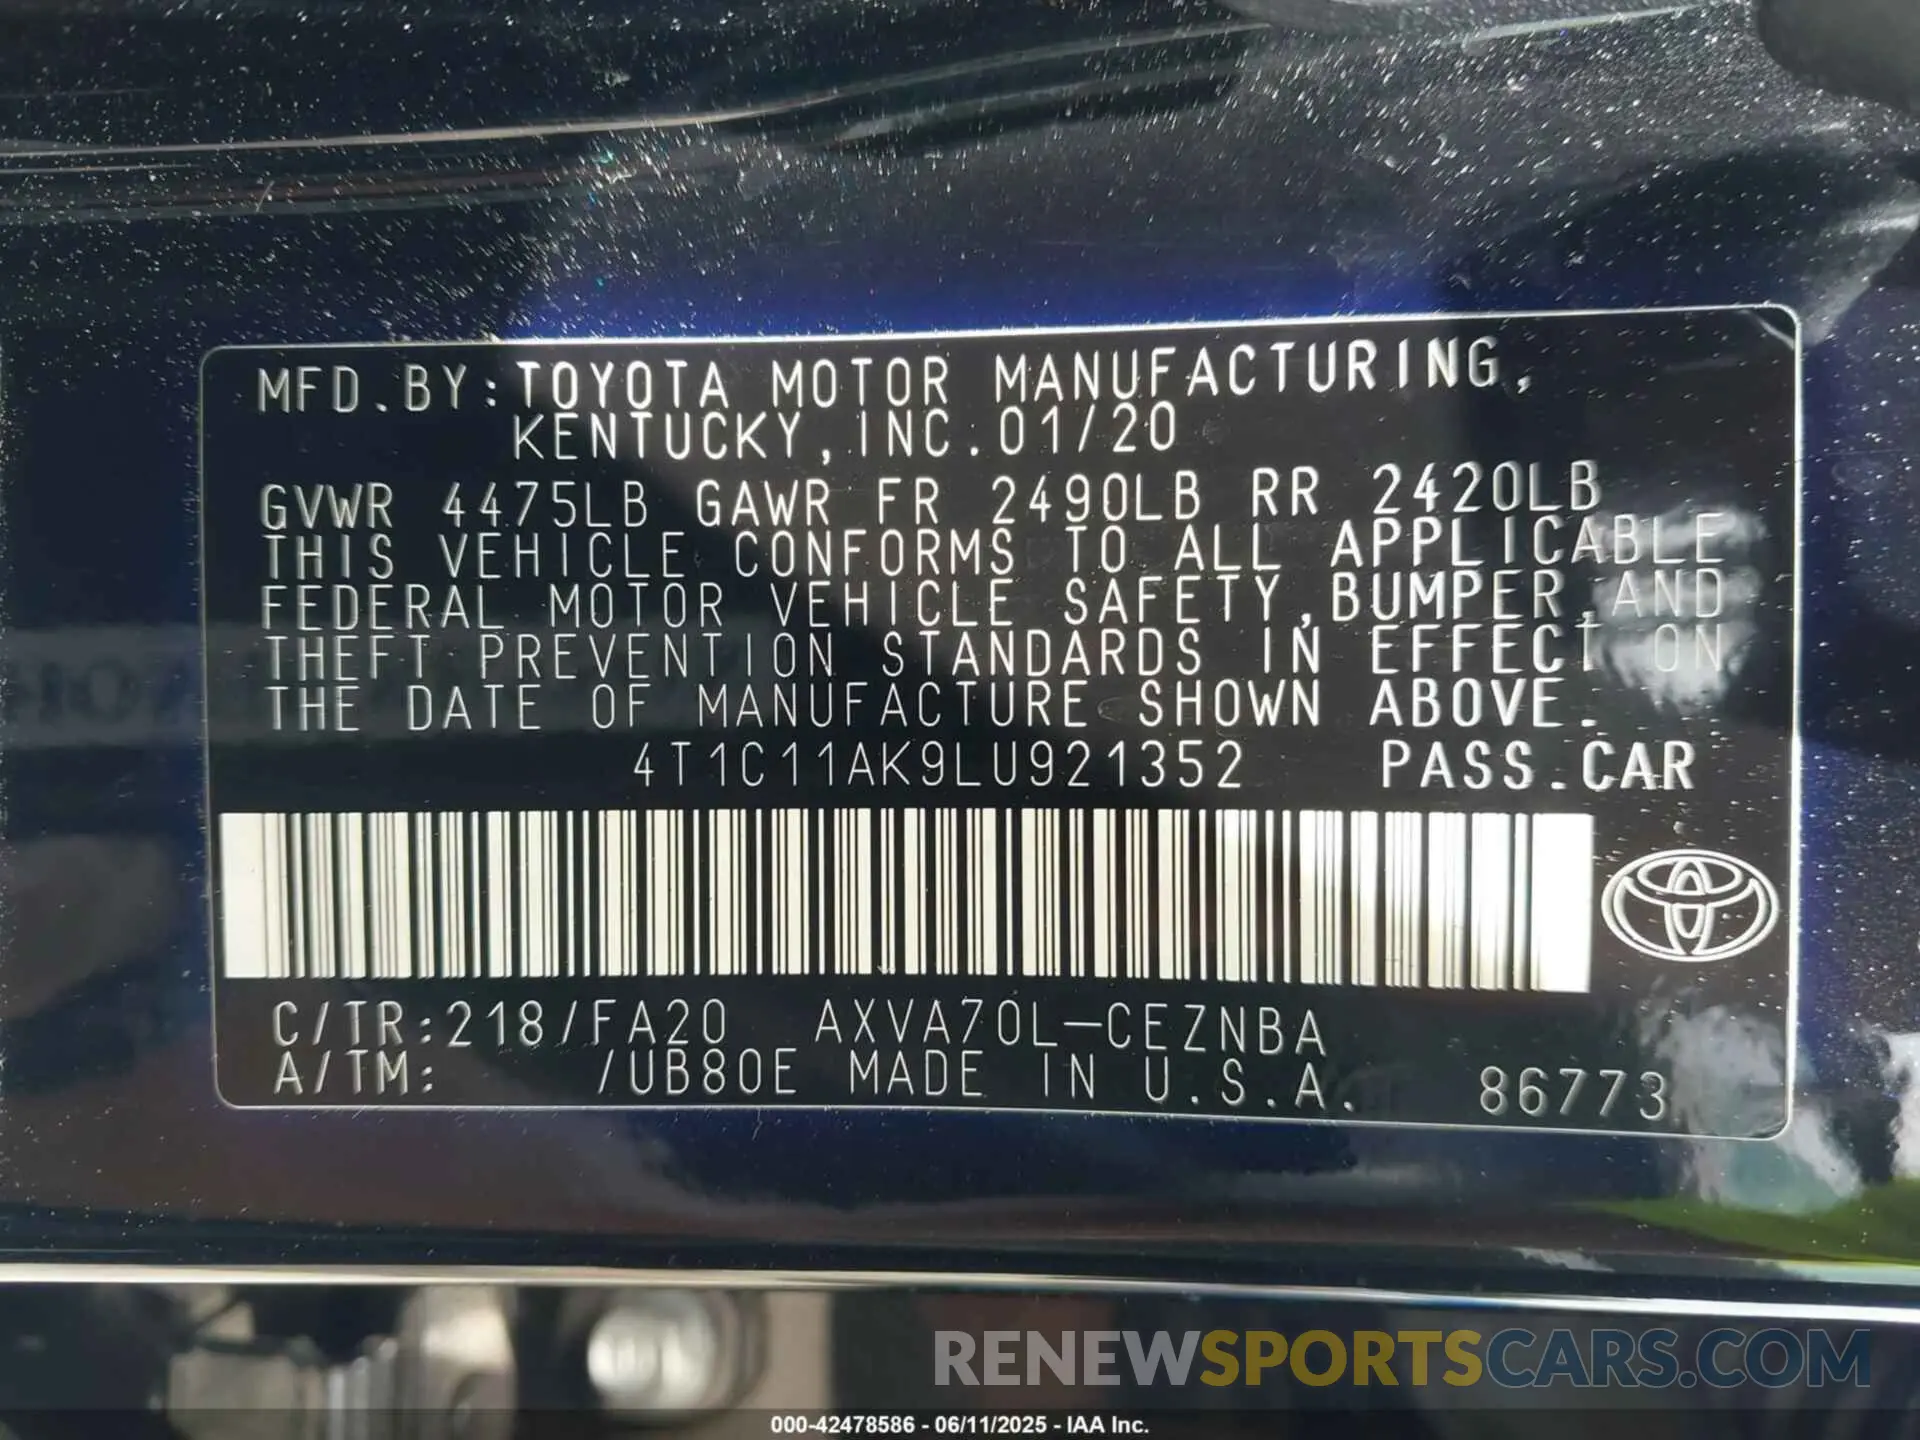 MFD.BY:TOYOTA MOTOR MANUFACTURING,
KENTUCKY,INC.01/20
GVWR 4475LB GAWR FR 2490LB RR 2420LB
THIS VEHICLE CONFORMS TO ALL APPLICABLE
FEDERAL MOTOR VEHICLE SAFETY,BUMPER,AND
THEFT PREVENTION STANDARDS IN EFFECT ON
THE DATE OF MANUFACTURE SHOWN ABOVE.
4T1C11AK9LU921352 PASS.CAR
C/TR:218/FA20 AXVA70L-CEZNBA
A/TM: /UB80E MADE IN U.S.A. 86773
RENEWSPORTSCARS.COM
000-42478586 - 06/11/2025 - IAA Inc.